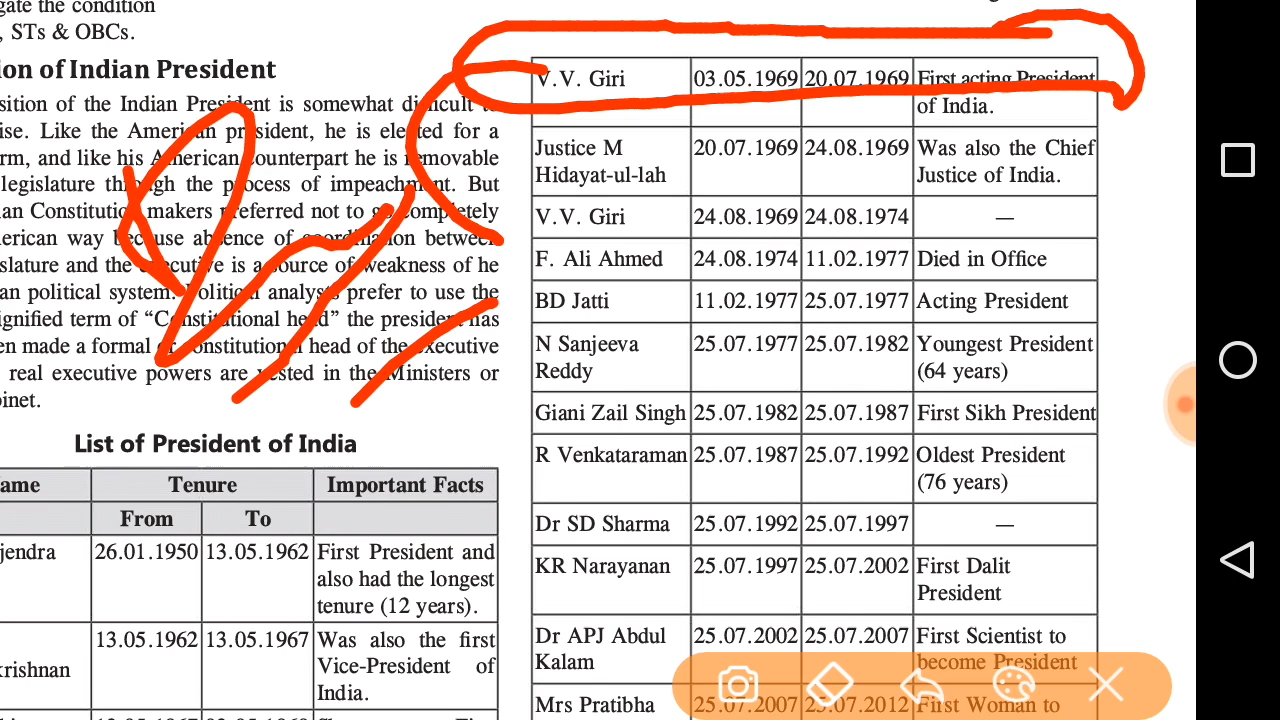 gate the condition
, STs & OBCs.
ion of Indian President
sition of the Indian President is somewhat difficult
ise. Like the American president, he is elected for a
rm, and like his American counterpart he is removable
legislature through the process of impeachment. But
an Constitution makers preferred not to go completely
erican way because absence of coordination between
slature and the executive is a source of weakness of he
an political system. Political analysts prefer to use the
ignified term of “Constitutional head” the president has
en made a formal or constitutional head of the executive
real executive powers are vested in the Ministers or
binet.
List of President of India
ame Tenure Important Facts
From To
jendra 26.01.1950 13.05.1962 First President and
also had the longest
tenure (12 years).
13.05.1962 13.05.1967 Was also the first
krishnan Vice-President of
India.
V.V. Giri 03.05.1969 20.07.1969 First acting President
of India.
Justice M 20.07.1969 24.08.1969 Was also the Chief
Hidayat-ul-lah Justice of India.
V.V. Giri 24.08.1969 24.08.1974 —
F. Ali Ahmed 24.08.1974 11.02.1977 Died in Office
BD Jatti 11.02.1977 25.07.1977 Acting President
N Sanjeeva 25.07.1977 25.07.1982 Youngest President
Reddy (64 years)
Giani Zail Singh 25.07.1982 25.07.1987 First Sikh President
R Venkataraman 25.07.1987 25.07.1992 Oldest President
(76 years)
Dr SD Sharma 25.07.1992 25.07.1997 —
KR Narayanan 25.07.1997 25.07.2002 First Dalit
President
Dr APJ Abdul 25.07.2002 25.07.2007 First Scientist to
Kalam become President
Mrs Pratibha 25.07.2007 25.07.2012 First Woman to